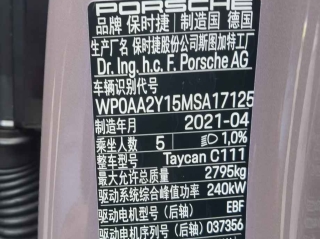 PORSCHE
品牌 保时捷 制造国 德国
生产厂名 保时捷股份公司斯图加特工厂
Dr. Ing. h.c. F. Porsche AG
车辆识别代号
WP0AA2Y15MSA17125
制造年月 2021-04
乘坐人数 5 1,0%
整车型号 Taycan C111
最大允许总质量 2795kg
驱动系统综合峰值功率 240kW
驱动电机型号（后轴） EBF
驱动电机序列号（后轴） 037356